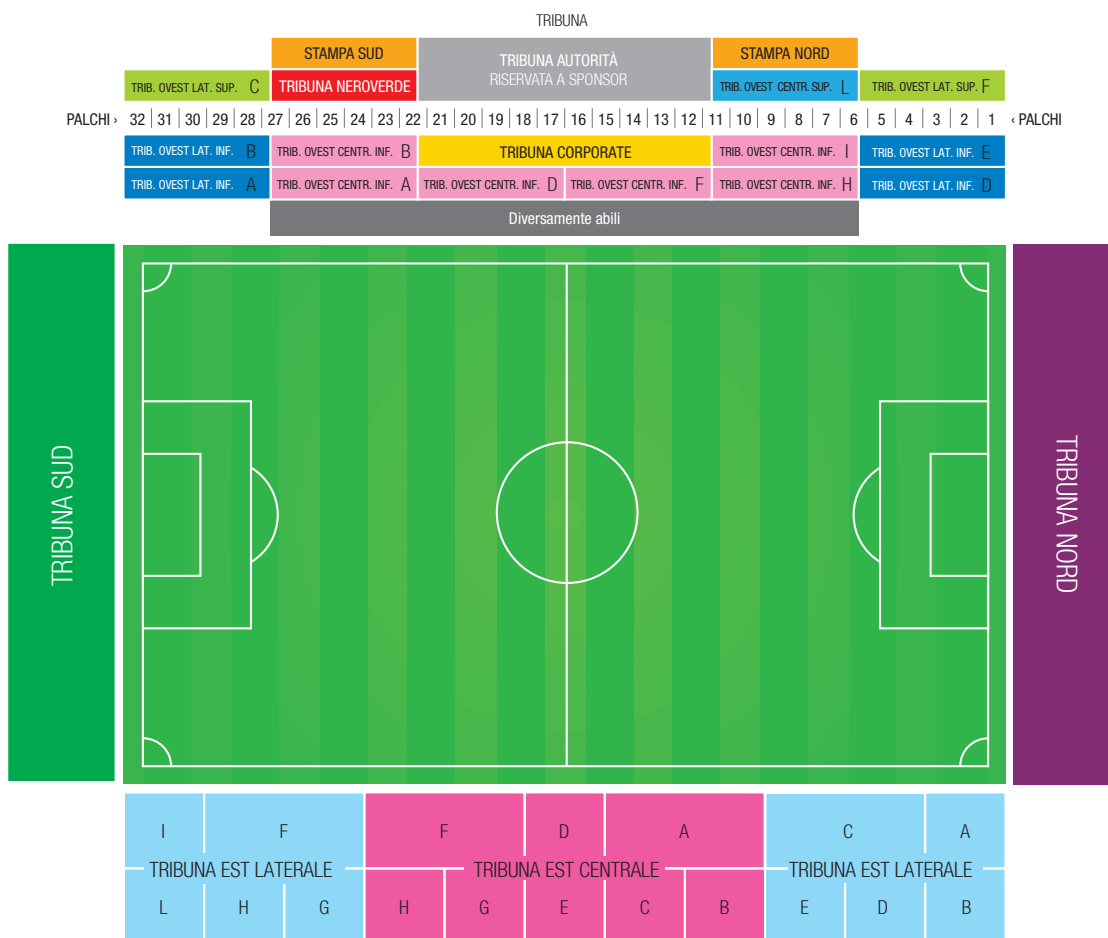 TRIBUNA
STAMPA SUD
TRIBUNA AUTORITÀ
RISERVATA A SPONSOR
STAMPA NORD
TRIB. OVEST LAT. SUP. C
TRIBUNA NEROVERDE
TRIB. OVEST CENTR. SUP. L
TRIB. OVEST LAT. SUP. F
PALCHI › 32 | 31 | 30 | 29 | 28 | 27 | 26 | 25 | 24 | 23 | 22 | 21 | 20 | 19 | 18 | 17 | 16 | 15 | 14 | 13 | 12 | 11 | 10 | 9 | 8 | 7 | 6 | 5 | 4 | 3 | 2 | 1 ‹ PALCHI
TRIB. OVEST LAT. INF. B
TRIB. OVEST CENTR. INF. B
TRIBUNA CORPORATE
TRIB. OVEST CENTR. INF. I
TRIB. OVEST LAT. INF. E
TRIB. OVEST LAT. INF. A
TRIB. OVEST CENTR. INF. A
TRIB. OVEST CENTR. INF. D
TRIB. OVEST CENTR. INF. F
TRIB. OVEST CENTR. INF. H
TRIB. OVEST LAT. INF. D
Diversamente abili
TRIBUNA SUD
TRIBUNA NORD
I F F D A C A
TRIBUNA EST LATERALE
TRIBUNA EST CENTRALE
TRIBUNA EST LATERALE
L H G H G E C B E D B